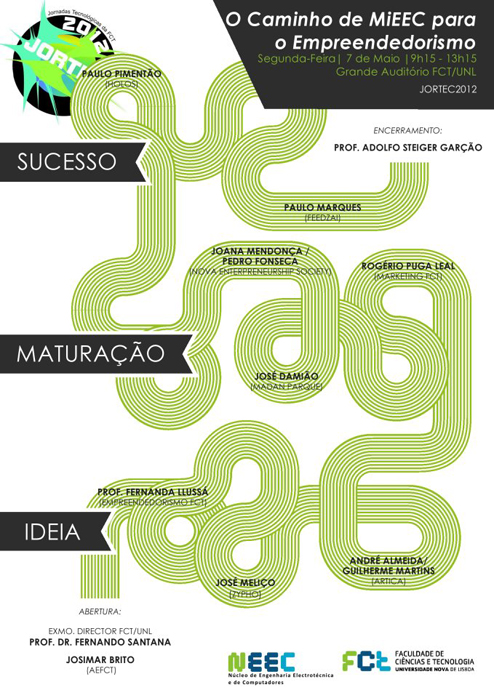 Jornadas Tecnológicas da FCT
2012
JORTEC
O Caminho de MiEEC para
o Empreendedorismo
Segunda-Feira| 7 de Maio |9h15 - 13h15
Grande Auditório FCT/UNL
JORTEC2012
PAULO PIMENTÃO
(HOLOS)
ENCERRAMENTO:
PROF. ADOLFO STEIGER GARÇÃO
SUCESSO
PAULO MARQUES
(FEEDZAI)
JOANA MENDONÇA /
PEDRO FONSECA
(NOVA ENTERPRENEURSHIP SOCIETY)
ROGÉRIO PUGA LEAL
(MARKETING FCT)
MATURAÇÃO
JOSÉ DAMIÃO
(MADAN PARQUE)
PROF. FERNANDA LLUSSÁ
(EMPREENDEDORISMO FCT)
IDEIA
ANDRÉ ALMEIDA/
GUILHERME MARTINS
(ARTICA)
JOSÉ MELIÇO
(ZYPHO)
ABERTURA:
EXMO. DIRECTOR FCT/UNL
PROF. DR. FERNANDO SANTANA
JOSIMAR BRITO
(AEFCT)
NEEC
Núcleo de Engenharia Electrotécnica
e de Computadores
FCT
FACULDADE DE
CIÊNCIAS E TECNOLOGIA
UNIVERSIDADE NOVA DE LISBOA